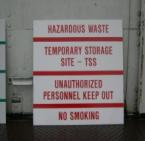 HAZARDOUS WASTE
TEMPORARY STORAGE
SITE - TSS
UNAUTHORIZED
PERSONNEL KEEP OUT
NO SMOKING